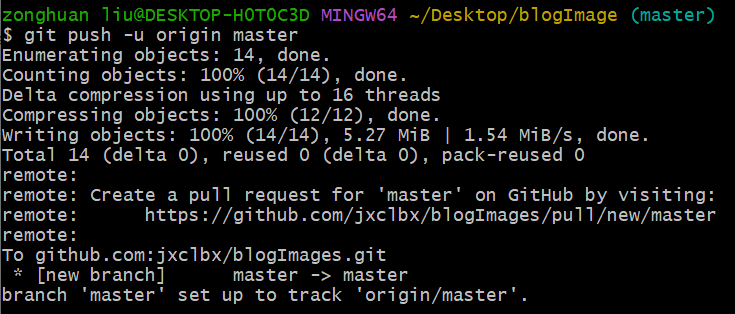 zonghuan liu@DESKTOP-H0T0C3D MINGW64 ~/Desktop/blogImage (master)
$ git push -u origin master
Enumerating objects: 14, done.
Counting objects: 100% (14/14), done.
Delta compression using up to 16 threads
Compressing objects: 100% (12/12), done.
Writing objects: 100% (14/14), 5.27 MiB | 1.54 MiB/s, done.
Total 14 (delta 0), reused 0 (delta 0), pack-reused 0
remote:
remote: Create a pull request for 'master' on GitHub by visiting:
remote:      https://github.com/jxclbx/blogImages/pull/new/master
remote:
To github.com:jxclbx/blogImages.git
 * [new branch]      master -> master
branch 'master' set up to track 'origin/master'.